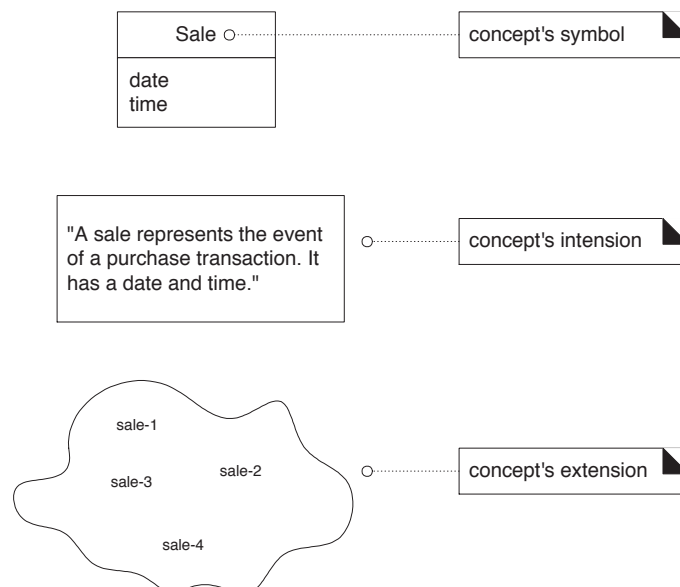 Sale
concept's symbol
date
time
"A sale represents the event
of a purchase transaction. It
has a date and time."
concept's intension
sale-1
sale-2
sale-3
concept's extension
sale-4